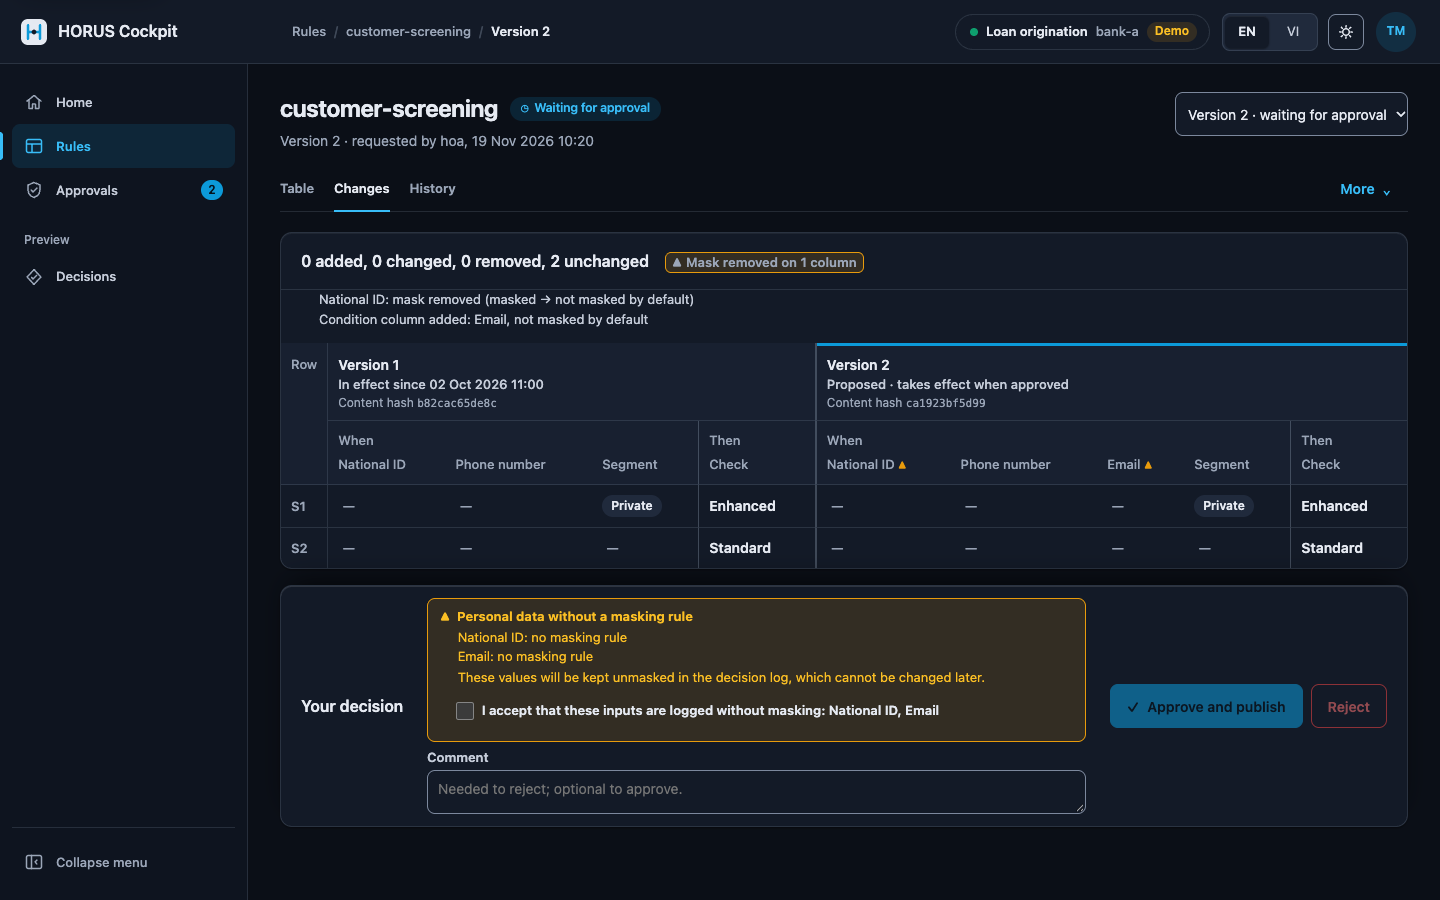 HORUS Cockpit
Rules / customer-screening / Version 2
Loan origination bank-a Demo
EN VI
TM
Home
Rules
Approvals 2
Preview
Decisions
Collapse menu
customer-screening
Waiting for approval
Version 2 · requested by hoa, 19 Nov 2026 10:20
Version 2 · waiting for approval
Table Changes History
More
0 added, 0 changed, 0 removed, 2 unchanged
Mask removed on 1 column
National ID: mask removed (masked → not masked by default)
Condition column added: Email, not masked by default
Row
Version 1
In effect since 02 Oct 2026 11:00
Content hash b82cac65de8c
Version 2
Proposed · takes effect when approved
Content hash ca1923bf5d99
When Then When Then
National ID Phone number Segment Check National ID Phone number Email Segment Check
S1 — — Private Enhanced — — — Private Enhanced
S2 — — — Standard — — — — Standard
Your decision
Personal data without a masking rule
National ID: no masking rule
Email: no masking rule
These values will be kept unmasked in the decision log, which cannot be changed later.
I accept that these inputs are logged without masking: National ID, Email
Comment
Needed to reject; optional to approve.
Approve and publish
Reject